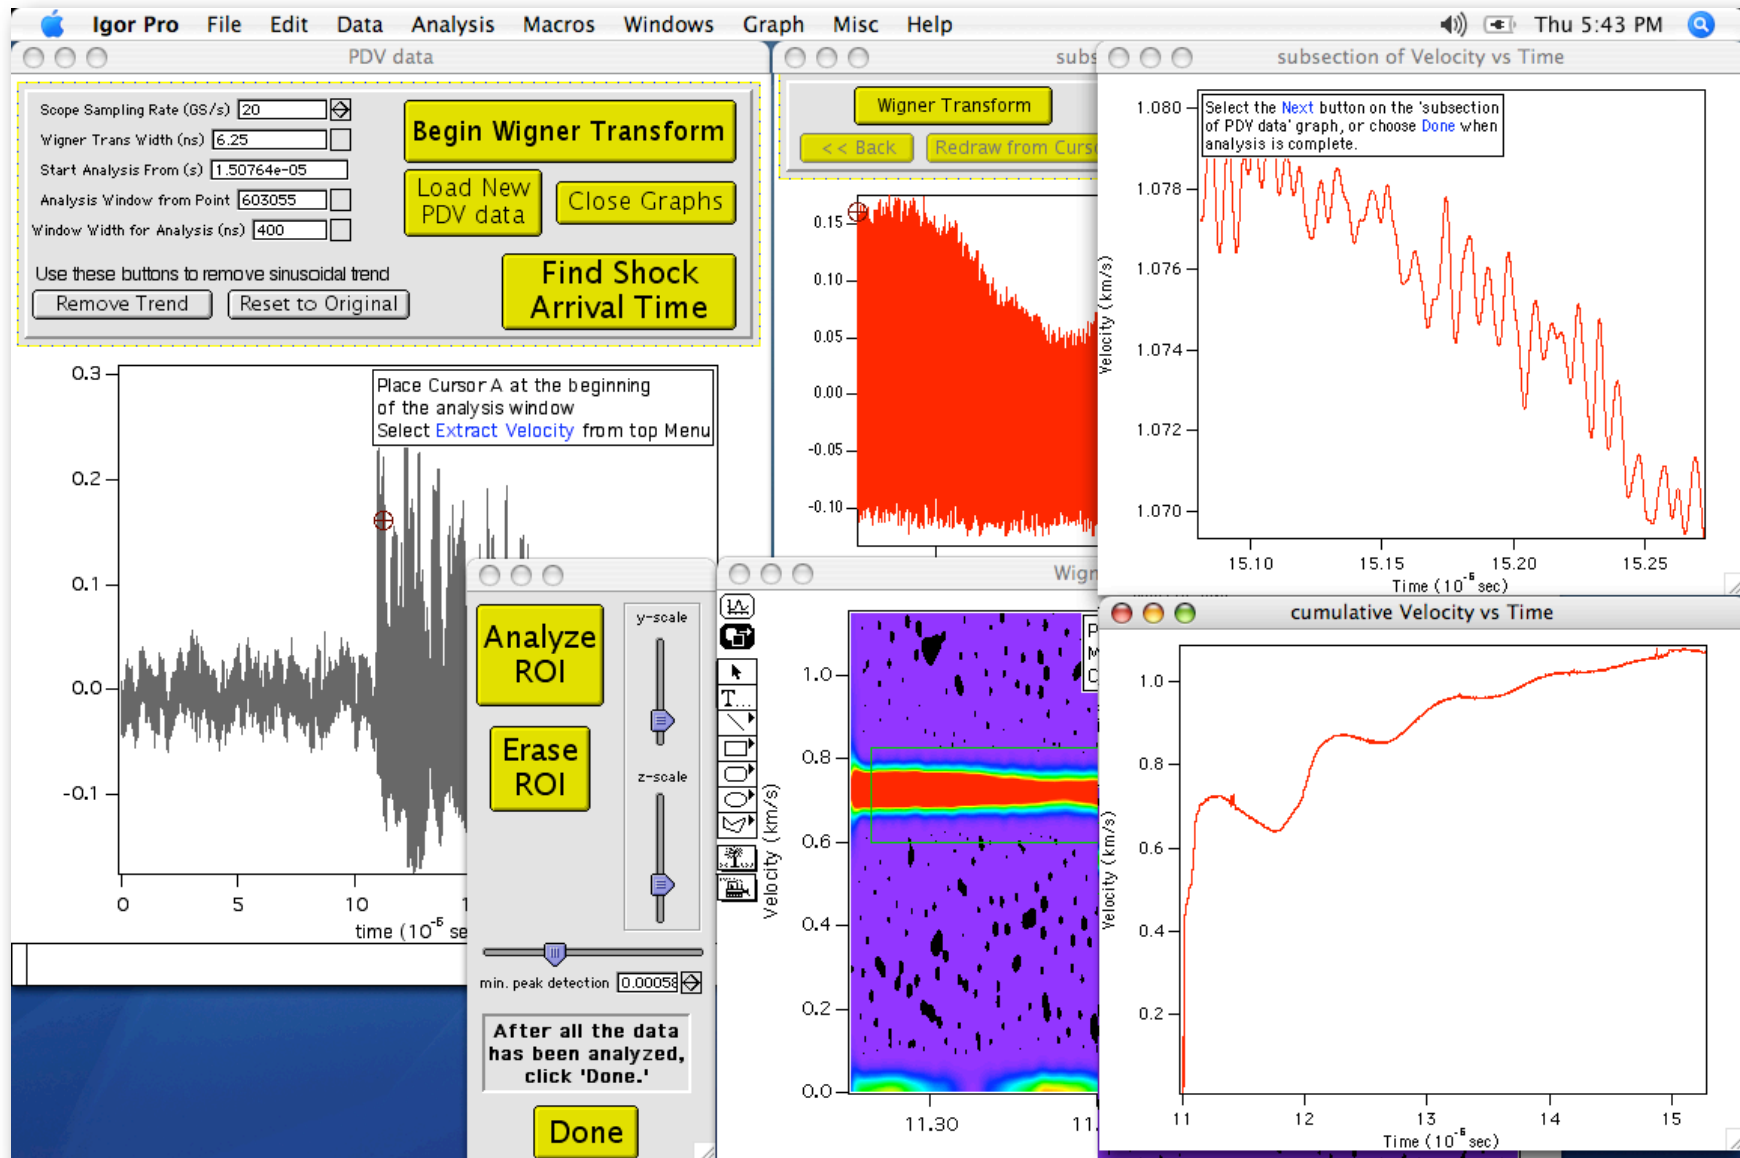 Igor Pro File Edit Data Analysis Macros Windows Graph Misc Help Thu 5:43 PM
PDV data
Scope Sampling Rate (GS/s) 20
Wigner Trans Width (ns) 6.25
Start Analysis From (s) 1.50764e-05
Analysis Window from Point 603055
Window Width for Analysis (ns) 400
Use these buttons to remove sinusoidal trend
Remove Trend
Reset to Original
Begin Wigner Transform
Load New
PDV data
Close Graphs
Find Shock
Arrival Time
0.3
0.2
0.1
0.0
-0.1
Place Cursor A at the beginning
of the analysis window
Select Extract Velocity from top Menu
0 5 10 1
time (10⁻⁶ se
subs
Wigner Transform
<< Back
Redraw from Curso
0.15
0.10
0.05
0.00
-0.05
-0.10
subsection of Velocity vs Time
Select the Next button on the 'subsection
of PDV data' graph, or choose Done when
analysis is complete.
1.080
1.078
1.076
1.074
1.072
1.070
Velocity (km/s)
15.10 15.15 15.20 15.25
Time (10⁻⁶ sec)
Analyze
ROI
Erase
ROI
y-scale
z-scale
min. peak detection 0.00058
After all the data
has been analyzed,
click 'Done.'
Done
Wign
T...
P
M
C
1.0
0.8
0.6
0.4
0.2
0.0
Velocity (km/s)
11.30 11.
cumulative Velocity vs Time
1.0
0.8
0.6
0.4
0.2
Velocity (km/s)
11 12 13 14 15
Time (10⁻⁶ sec)